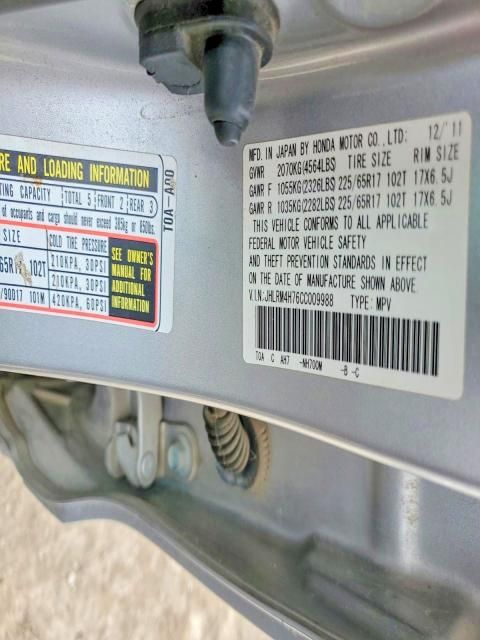 RE AND LOADING INFORMATION
TING CAPACITY TOTAL 5 FRONT 2 REAR 3
of occupants and cargo should never exceed 385kg or 850lbs.
SIZE COLD TIRE PRESSURE
65R 102T 210KPA, 30PSI
210KPA, 30PSI
/90D17 101M 420KPA, 60PSI
SEE OWNER'S
MANUAL FOR
ADDITIONAL
INFORMATION
T0A-A00
MFD. IN JAPAN BY HONDA MOTOR CO., LTD: 12/'11
GVWR 2070KG(4564LBS) TIRE SIZE RIM SIZE
GAWR F 1055KG(2326LBS) 225/65R17 102T 17X6.5J
GAWR R 1035KG(2282LBS) 225/65R17 102T 17X6.5J
THIS VEHICLE CONFORMS TO ALL APPLICABLE
FEDERAL MOTOR VEHICLE SAFETY
AND THEFT PREVENTION STANDARDS IN EFFECT
ON THE DATE OF MANUFACTURE SHOWN ABOVE.
V.I.N:JHLRM4H76CC009988 TYPE: MPV
T0A C AH7 -NH700M -B -C